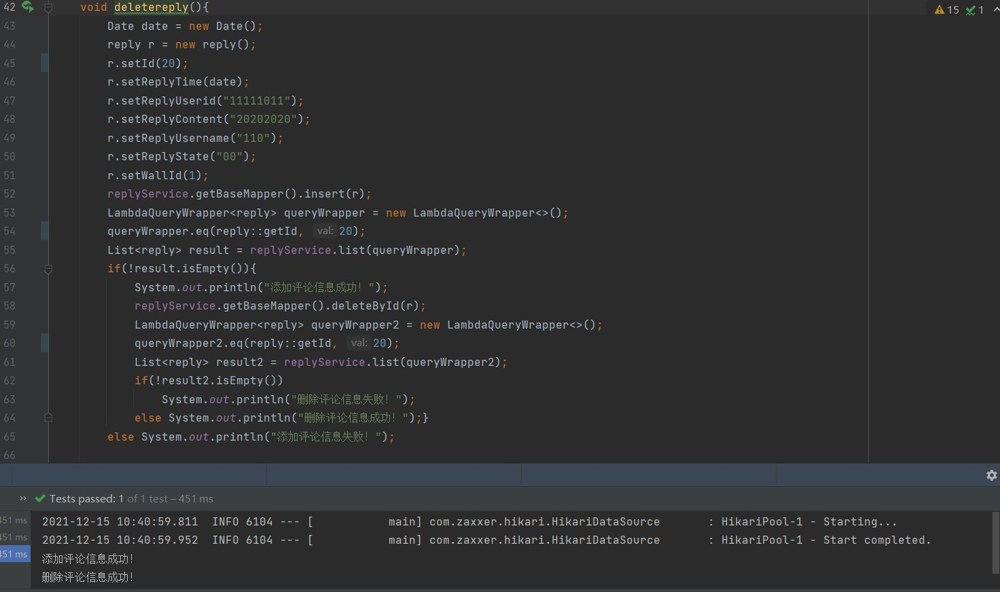 42 void deletereply(){
15 1
43 Date date = new Date();
44 reply r = new reply();
45 r.setId(20);
46 r.setReplyTime(date);
47 r.setReplyUserid("11111011");
48 r.setReplyContent("20202020");
49 r.setReplyUsername("110");
50 r.setReplyState("00");
51 r.setWallId(1);
52 replyService.getBaseMapper().insert(r);
53 LambdaQueryWrapper<reply> queryWrapper = new LambdaQueryWrapper<>();
54 queryWrapper.eq(reply::getId, val: 20);
55 List<reply> result = replyService.list(queryWrapper);
56 if(!result.isEmpty()){
57 System.out.println("添加评论信息成功！");
58 replyService.getBaseMapper().deleteById(r);
59 LambdaQueryWrapper<reply> queryWrapper2 = new LambdaQueryWrapper<>();
60 queryWrapper2.eq(reply::getId, val: 20);
61 List<reply> result2 = replyService.list(queryWrapper2);
62 if(!result2.isEmpty())
63 System.out.println("删除评论信息失败！");
64 else System.out.println("删除评论信息成功！");}
65 else System.out.println("添加评论信息失败！");
66
» Tests passed: 1 of 1 test – 451 ms
451 ms 2021-12-15 10:40:59.811 INFO 6104 --- [ main] com.zaxxer.hikari.HikariDataSource : HikariPool-1 - Starting...
451 ms 2021-12-15 10:40:59.952 INFO 6104 --- [ main] com.zaxxer.hikari.HikariDataSource : HikariPool-1 - Start completed.
451 ms 添加评论信息成功！
删除评论信息成功！